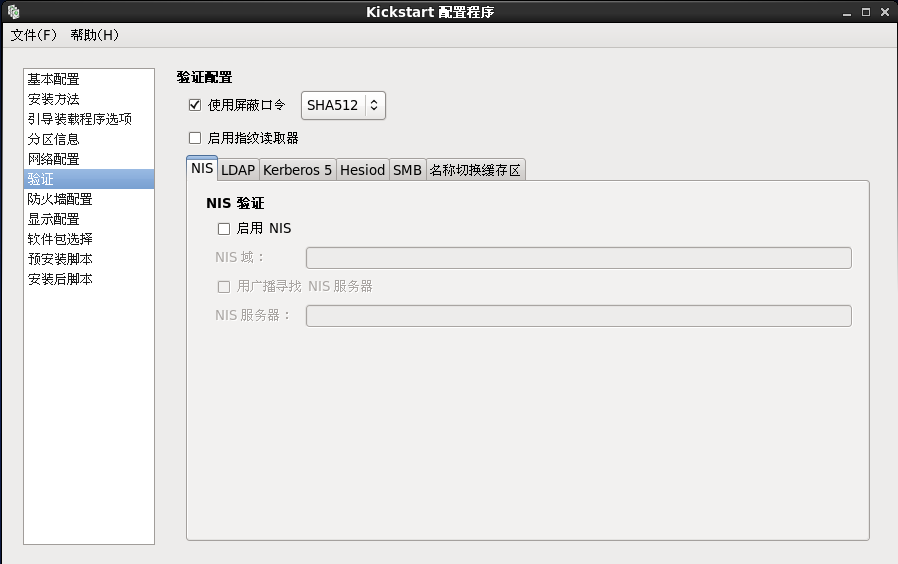 Kickstart 配置程序
文件(F) 帮助(H)
基本配置
安装方法
引导装载程序选项
分区信息
网络配置
验证
防火墙配置
显示配置
软件包选择
预安装脚本
安装后脚本
验证配置
使用屏蔽口令 SHA512
启用指纹读取器
NIS LDAP Kerberos 5 Hesiod SMB 名称切换缓存区
NIS 验证
启用 NIS
NIS 域：
用广播寻找 NIS 服务器
NIS 服务器：